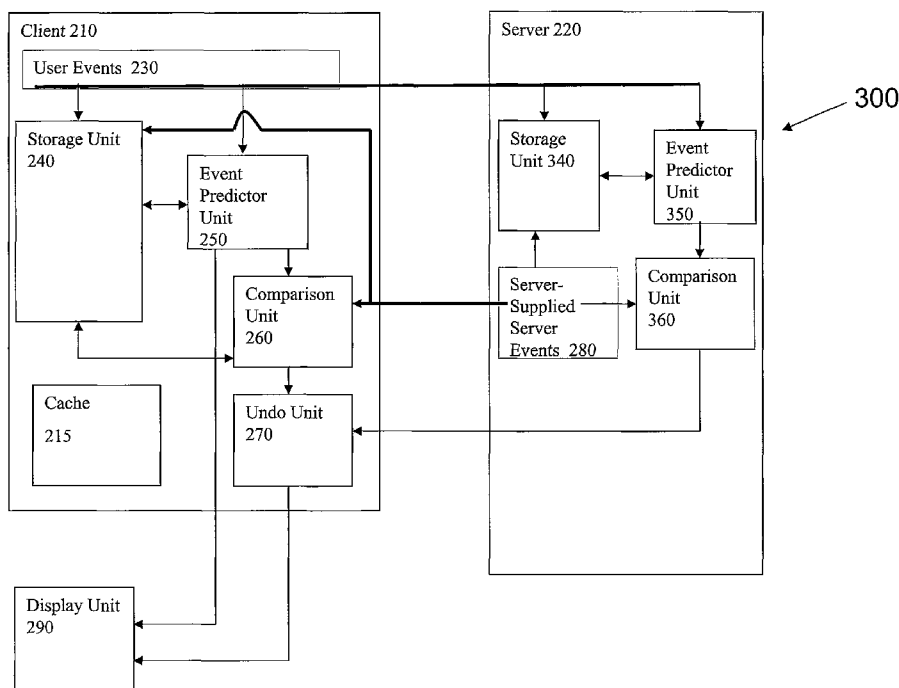 Client 210
User Events 230
Storage Unit
240
Event
Predictor
Unit
250
Comparison
Unit
260
Cache
215
Undo Unit
270
Display Unit
290
Server 220
Storage
Unit 340
Event
Predictor
Unit
350
Server-
Supplied
Server
Events 280
Comparison
Unit
360
300